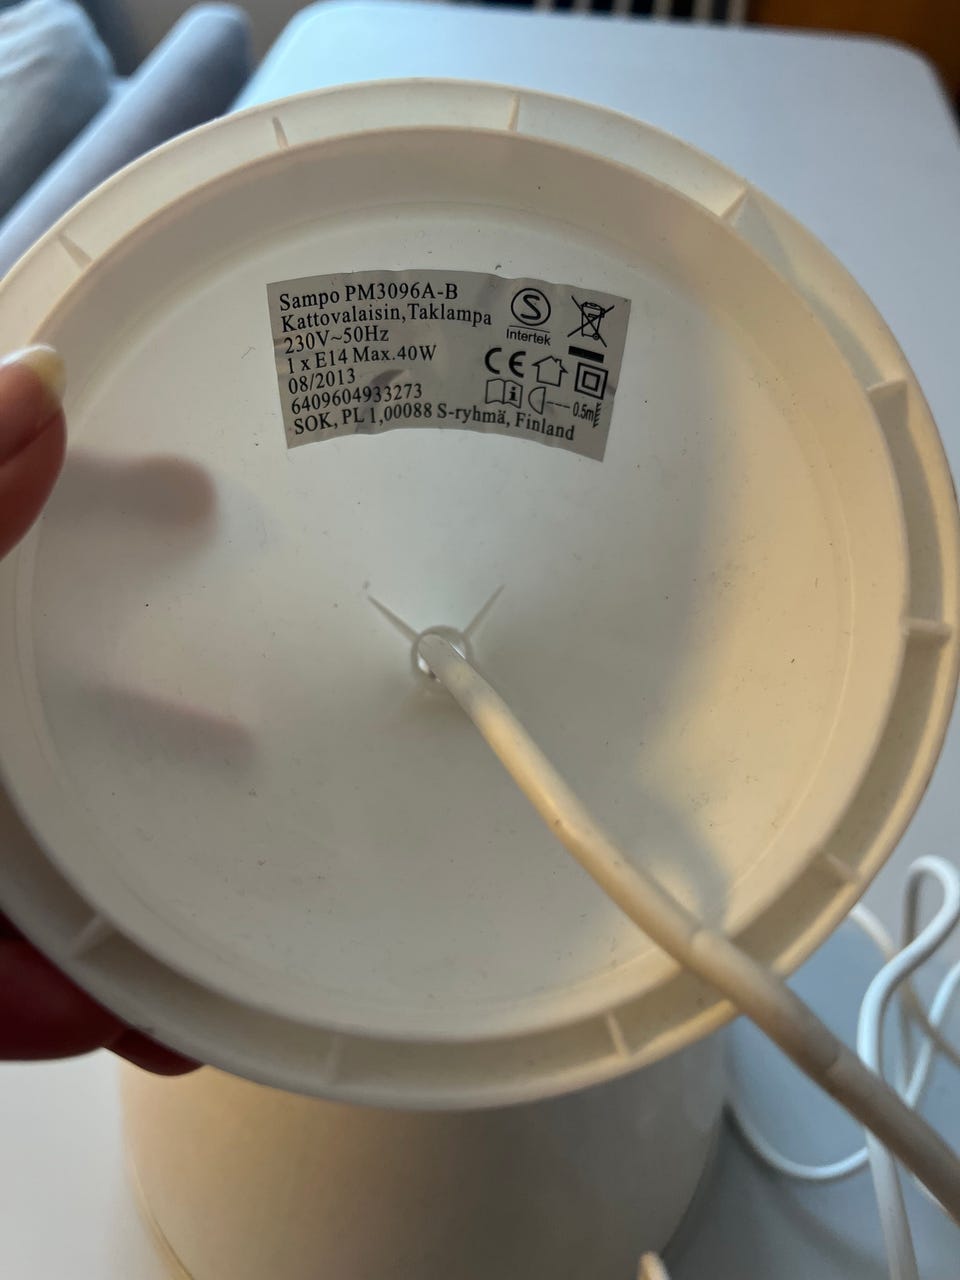 Sampo PM3096A-B
Kattovalaisin,Taklampa
230V~50Hz
1 x E14 Max.40W
08/2013
6409604933273
SOK, PL 1,00088 S-ryhmä, Finland
S
Intertek
CE
i
0.5m